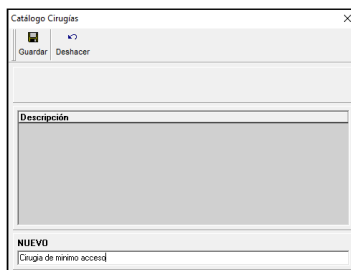 Catálogo Cirugías
Guardar Deshacer
Descripción
NUEVO
Cirugia de minimo acceso